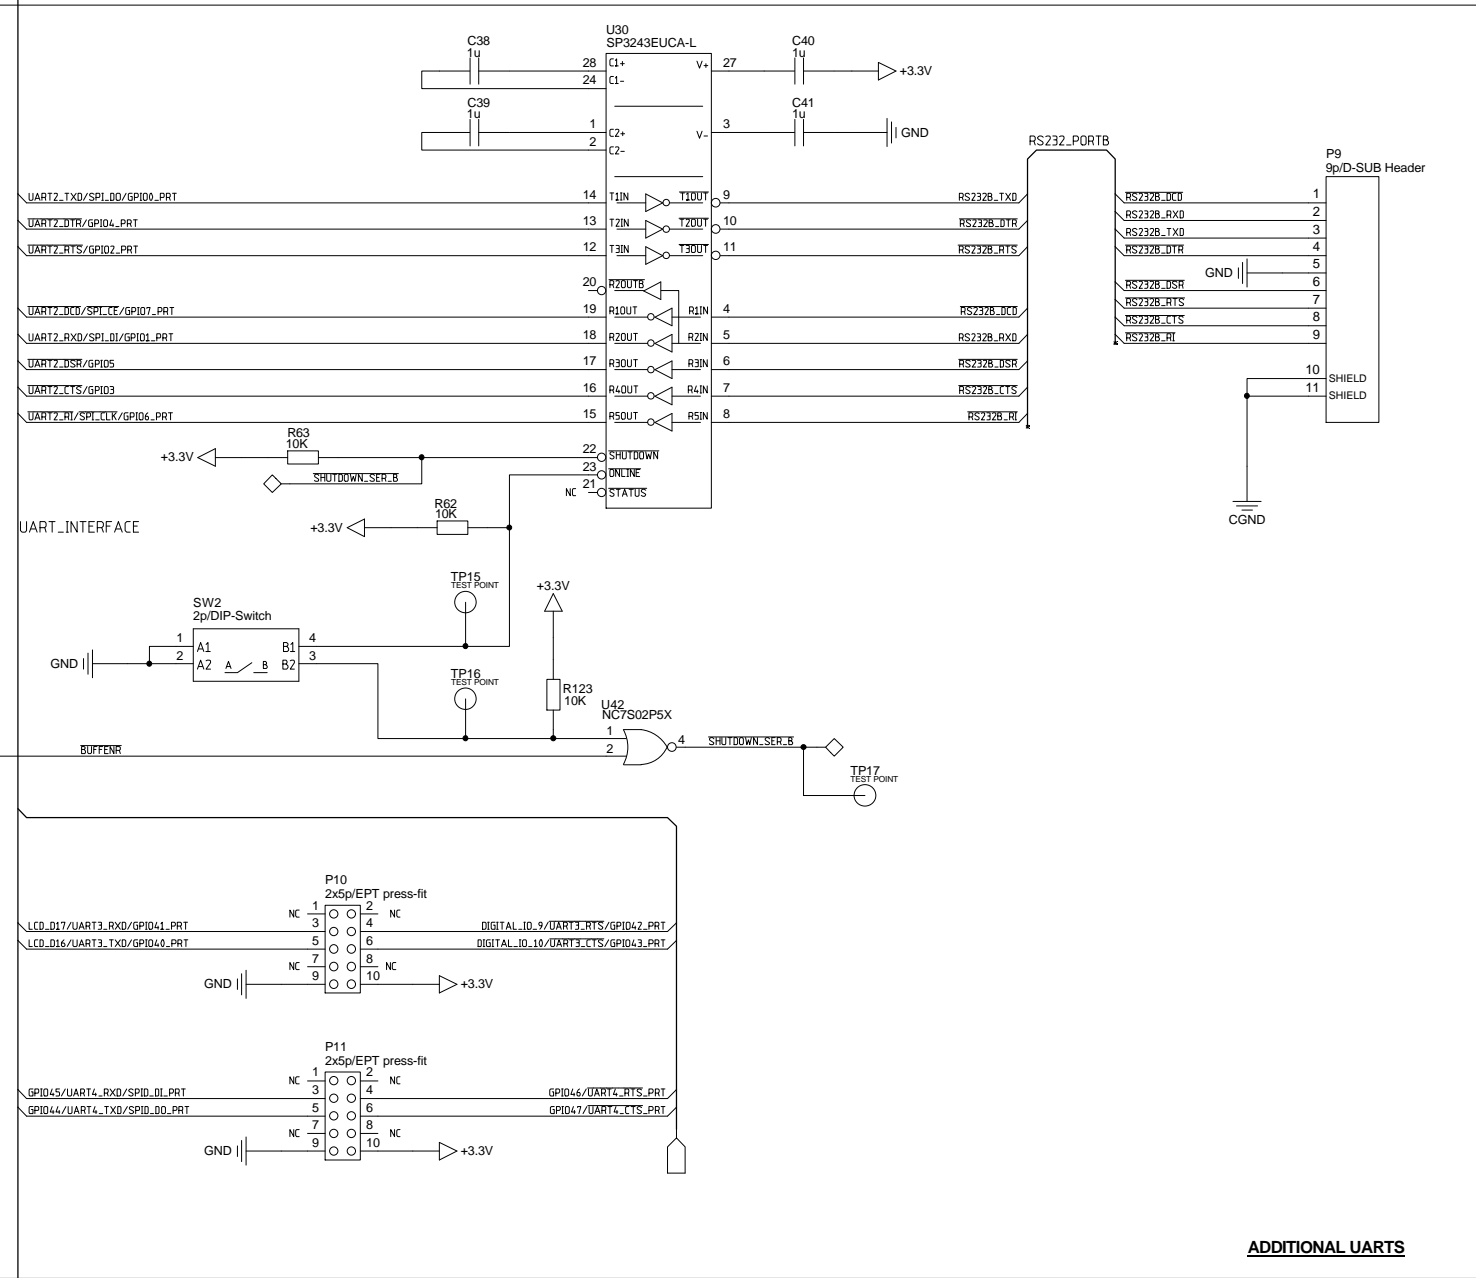 U30
SP3243EUCA-L
C38
1u
C40
1u
28 C1+ V+ 27 +3.3V
24 C1-
C39
1u
C41
1u
1 C2+ V- 3 GND
2 C2-
RS232_PORTB
P9
9p/D-SUB Header
UART2_TXD/SPI_DO/GPIO0_PRT 14 T1IN T1OUT 9 RS232B_TXD
UART2_DTR/GPIO4_PRT 13 T2IN T2OUT 10 RS232B_DTR
UART2_RTS/GPIO2_PRT 12 T3IN T3OUT 11 RS232B_RTS
20 R2OUTB
UART2_DCD/SPI_CE/GPIO7_PRT 19 R1OUT R1IN 4 RS232B_DCD
UART2_RXD/SPI_DI/GPIO1_PRT 18 R2OUT R2IN 5 RS232B_RXD
UART2_DSR/GPIO5 17 R3OUT R3IN 6 RS232B_DSR
UART2_CTS/GPIO3 16 R4OUT R4IN 7 RS232B_CTS
UART2_RI/SPI_CLK/GPIO6_PRT 15 R5OUT R5IN 8 RS232B_RI
RS232B_DCD 1
RS232B_RXD 2
RS232B_TXD 3
RS232B_DTR 4
GND 5
RS232B_DSR 6
RS232B_RTS 7
RS232B_CTS 8
RS232B_RI 9
10 SHIELD
11 SHIELD
CGND
R63
10K
+3.3V 22 SHUTDOWN
SHUTDOWN_SER_B
23 ONLINE
NC 21 STATUS
R62
10K
+3.3V
UART_INTERFACE
TP15
TEST POINT
+3.3V
SW2
2p/DIP-Switch
1 A1 B1 4
GND 2 A2 A B B2 3
TP16
TEST POINT
R123
10K
U42
NC7S02P5X
1
BUFFENR 2 4 SHUTDOWN_SER_B
TP17
TEST POINT
P10
2x5p/EPT press-fit
NC 1 2 NC
LCD_D17/UART3_RXD/GPIO41_PRT 3 4 DIGITAL_IO_9/UART3_RTS/GPIO42_PRT
LCD_D16/UART3_TXD/GPIO40_PRT 5 6 DIGITAL_IO_10/UART3_CTS/GPIO43_PRT
NC 7 8 NC
GND 9 10 +3.3V
P11
2x5p/EPT press-fit
NC 1 2 NC
GPIO45/UART4_RXD/SPID_DI_PRT 3 4 GPIO46/UART4_RTS_PRT
GPIO44/UART4_TXD/SPID_DO_PRT 5 6 GPIO47/UART4_CTS_PRT
NC 7 8 NC
GND 9 10 +3.3V
ADDITIONAL UARTS